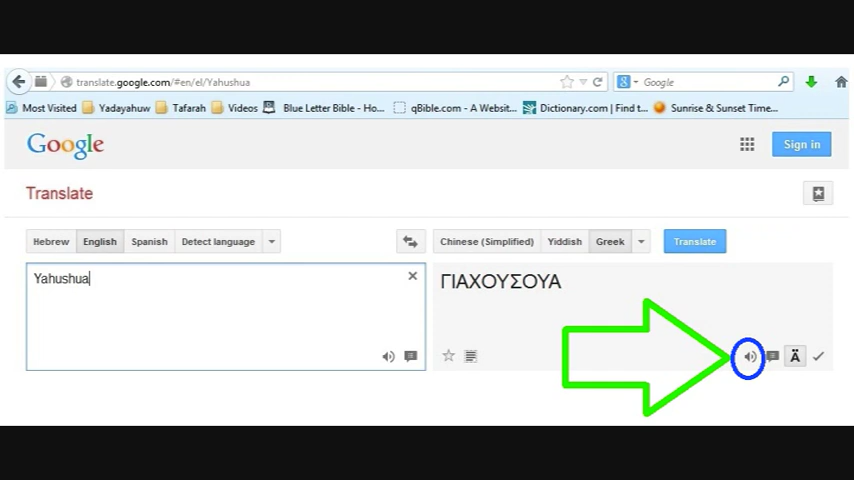 translate.google.com/#en/el/Yahushua
Google
Most Visited Yadayahuw Tafarah Videos Blue Letter Bible - Ho... qBible.com - A Websit... Dictionary.com | Find t... Sunrise & Sunset Time...
Google
Sign in
Translate
Hebrew English Spanish Detect language
Chinese (Simplified) Yiddish Greek Translate
Yahushua
ΓΙΑΧΟΥΣΟΥΑ
Ä